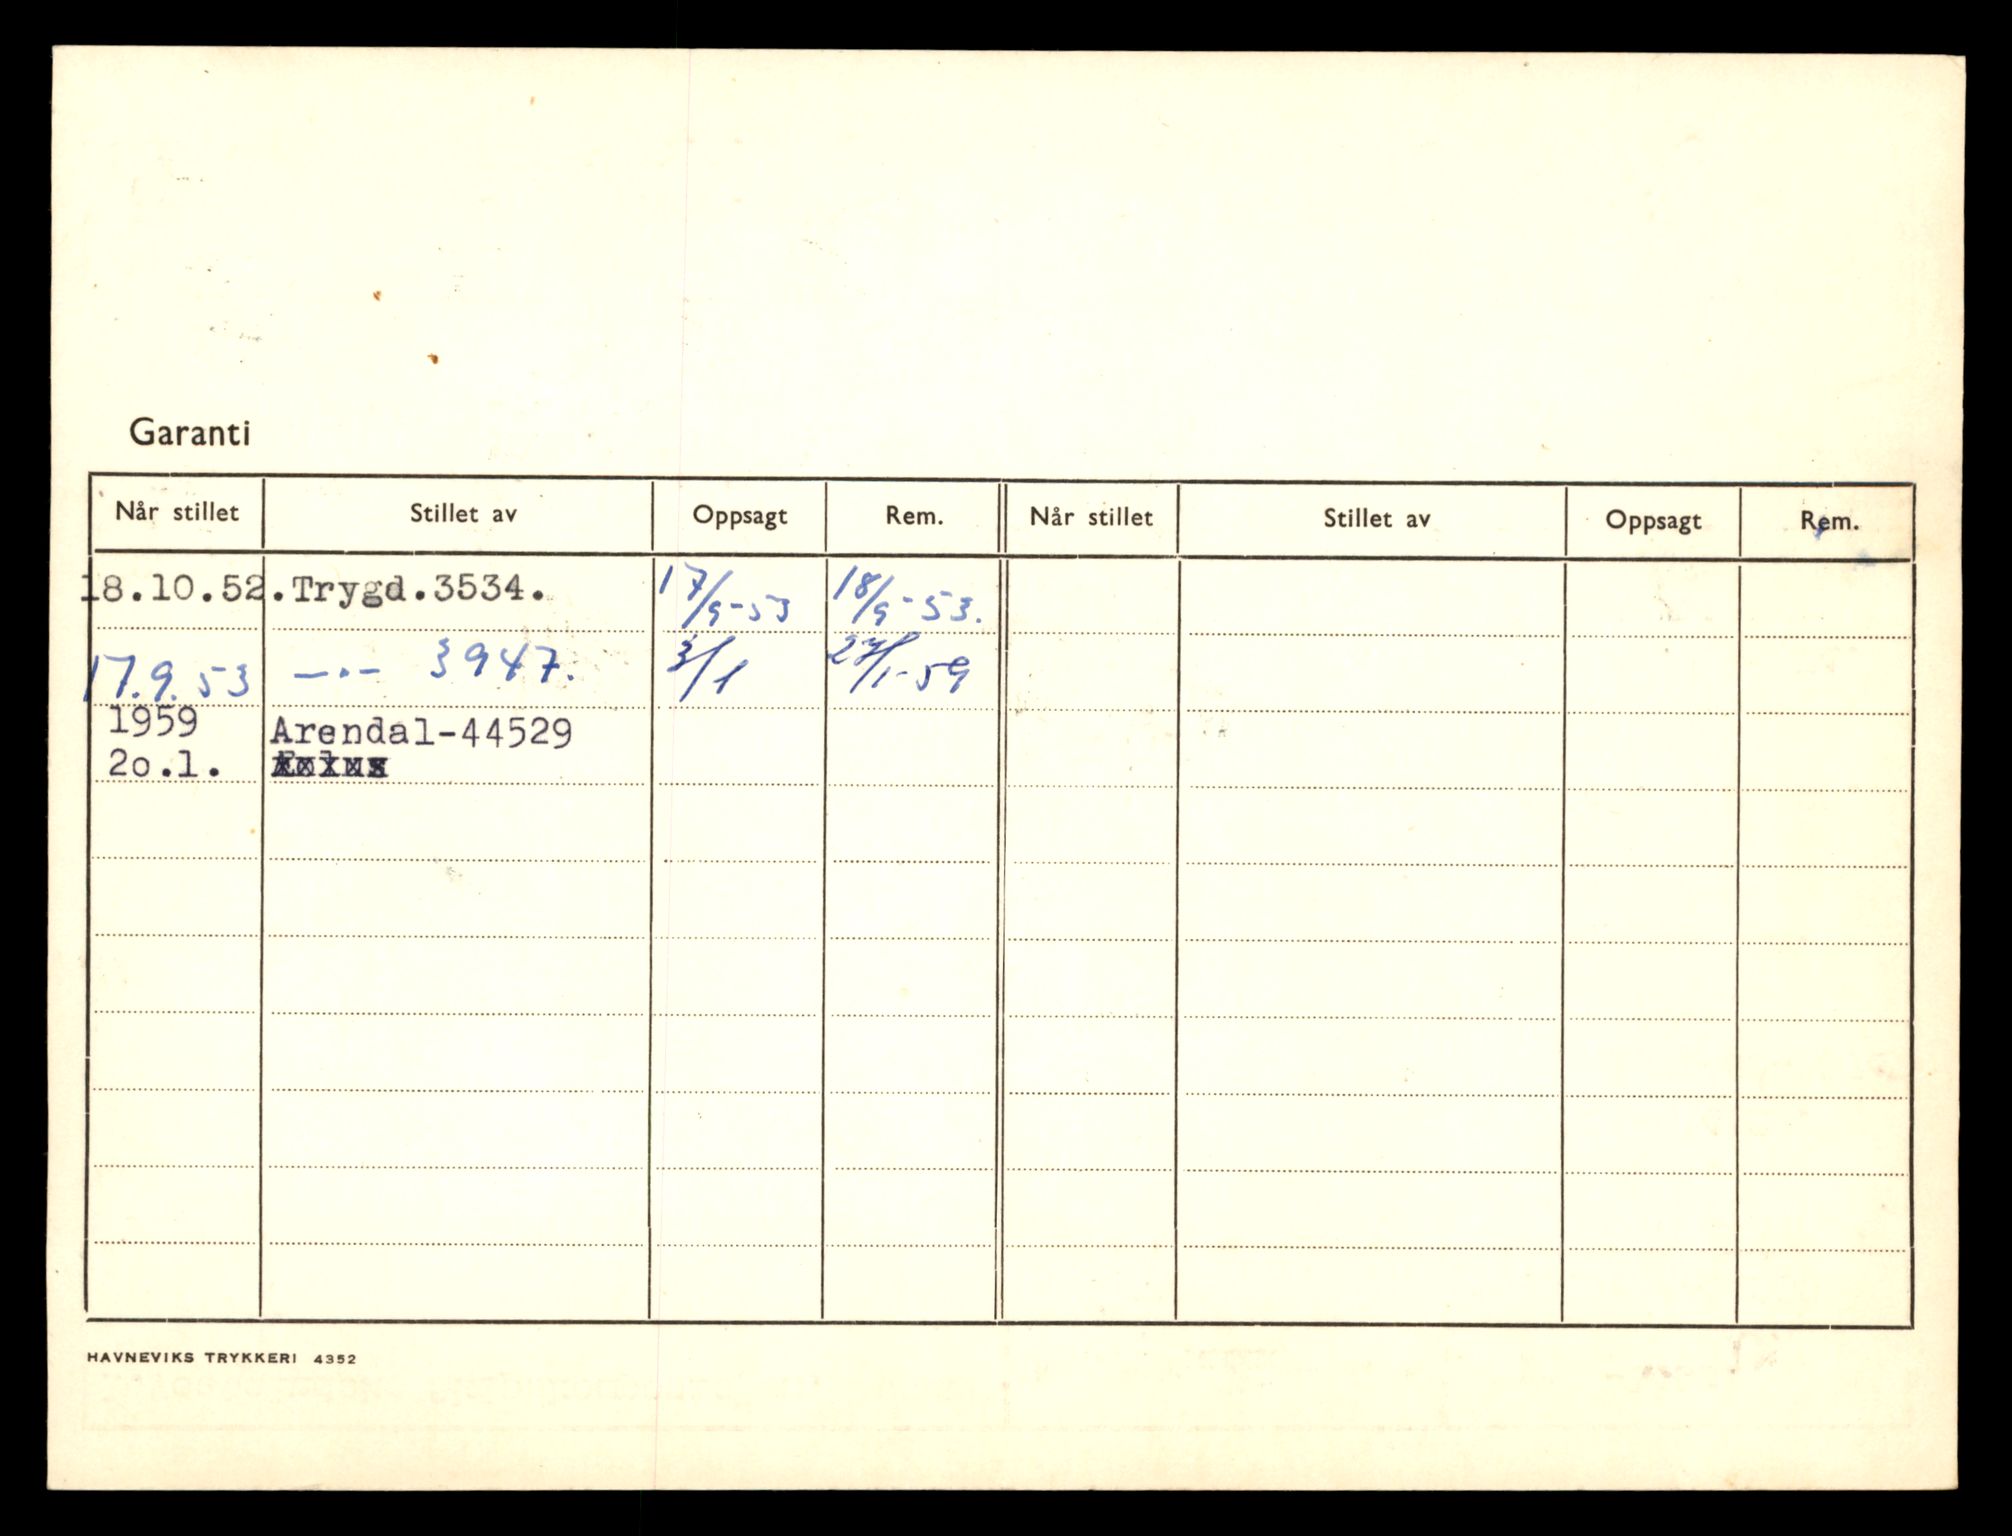 Garanti
Når stillet Stillet av Oppsagt Rem. Når stillet Stillet av Oppsagt Rem.
18.10.52.Trygd.3534. 17/9-53 18/9-53.
17.9.53 —·— 3947. 3/1 27/1-59
1959 Arendal-44529
2o.1.
HAVNEVIKS TRYKKERI 4352